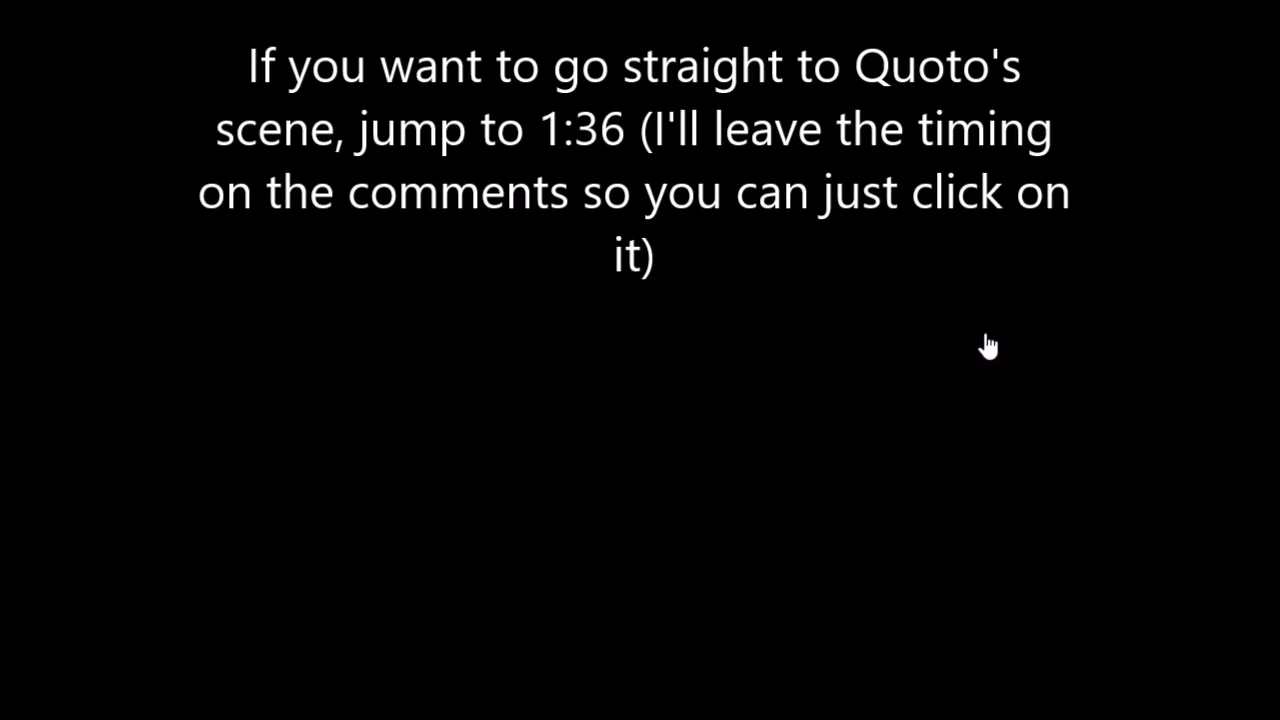 If you want to go straight to Quoto's
scene, jump to 1:36 (I'll leave the timing
on the comments so you can just click on
it)